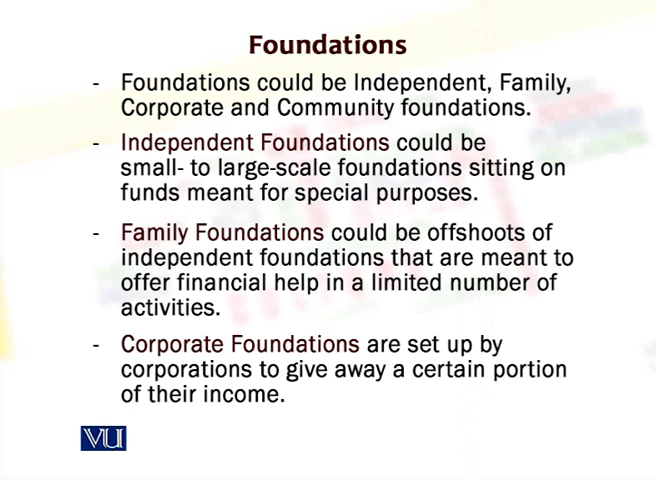 Foundations
- Foundations could be Independent, Family,
Corporate and Community foundations.
- Independent Foundations could be
small- to large-scale foundations sitting on
funds meant for special purposes.
- Family Foundations could be offshoots of
independent foundations that are meant to
offer financial help in a limited number of
activities.
- Corporate Foundations are set up by
corporations to give away a certain portion
of their income.
VU